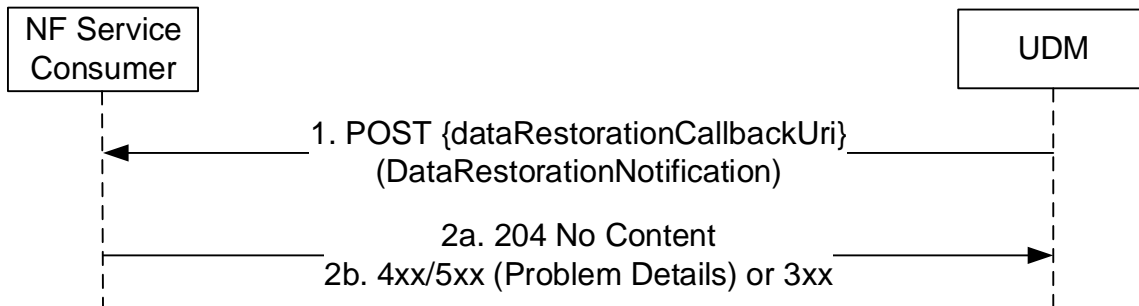 NF Service
Consumer
UDM
1. POST {dataRestorationCallbackUri}
(DataRestorationNotification)
2a. 204 No Content
2b. 4xx/5xx (Problem Details) or 3xx